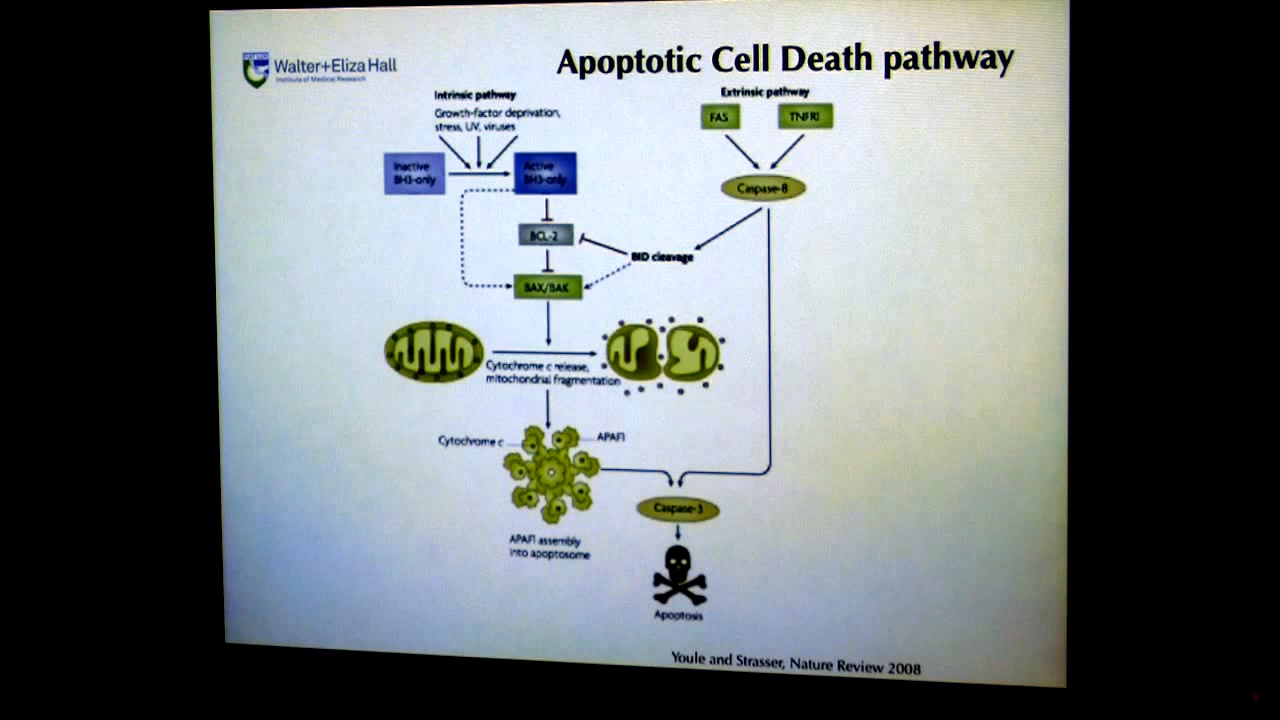 Walter+Eliza Hall
Institute of Medical Research
Apoptotic Cell Death pathway
Intrinsic pathway
Growth-factor deprivation,
stress, UV, viruses
Extrinsic pathway
FAS
TNFR1
Inactive
BH3-only
Active
BH3-only
Caspase-8
BCL-2
BID cleavage
BAX/BAK
Cytochrome c release,
mitochondrial fragmentation
Cytochrome c
APAF1
APAF1 assembly
into apoptosome
Caspase-3
Apoptosis
Youle and Strasser, Nature Review 2008